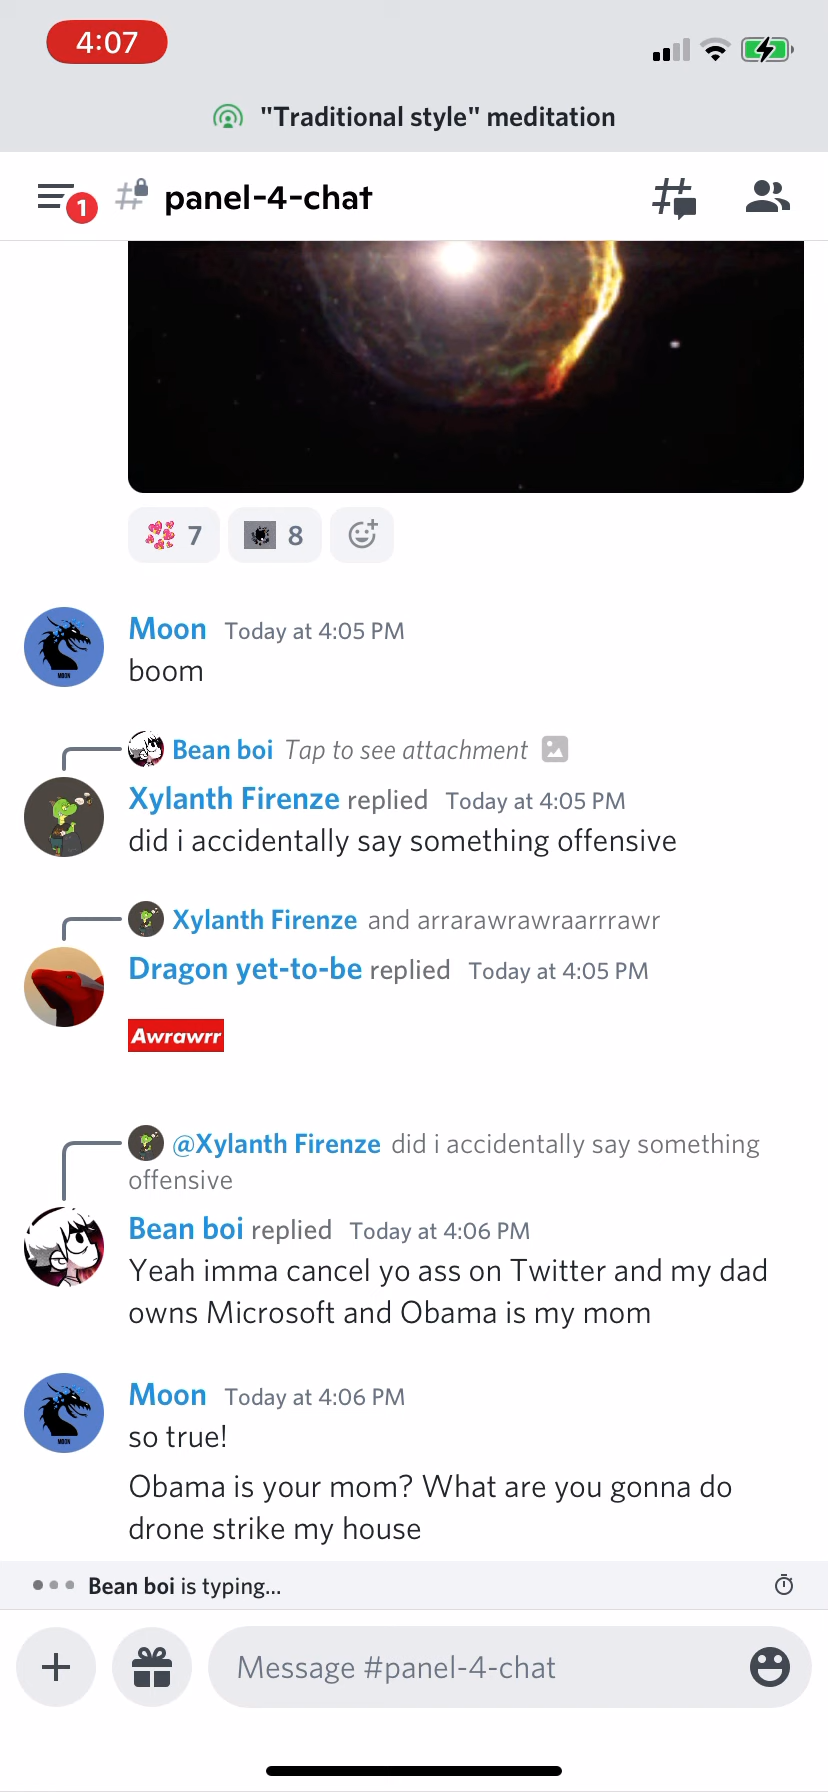 4:07
"Traditional style" meditation
1
panel-4-chat
7
8
Moon Today at 4:05 PM
boom
Bean boi Tap to see attachment
Xylanth Firenze replied Today at 4:05 PM
did i accidentally say something offensive
Xylanth Firenze and arrarawrawraarrrawr
Dragon yet-to-be replied Today at 4:05 PM
Awrawrr
@Xylanth Firenze did i accidentally say something
offensive
Bean boi replied Today at 4:06 PM
Yeah imma cancel yo ass on Twitter and my dad
owns Microsoft and Obama is my mom
Moon Today at 4:06 PM
so true!
Obama is your mom? What are you gonna do
drone strike my house
Bean boi is typing...
Message #panel-4-chat
MOON
MOON